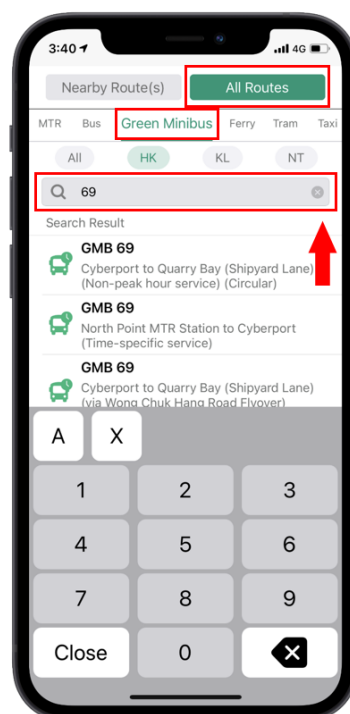 3:40 4G
Nearby Route(s) All Routes
MTR Bus Green Minibus Ferry Tram Taxi
All HK KL NT
69
Search Result
GMB 69
Cyberport to Quarry Bay (Shipyard Lane)
(Non-peak hour service) (Circular)
GMB 69
North Point MTR Station to Cyberport
(Time-specific service)
GMB 69
Cyberport to Quarry Bay (Shipyard Lane)
(via Wong Chuk Hang Road Flyover)
A X
1 2 3
4 5 6
7 8 9
Close 0